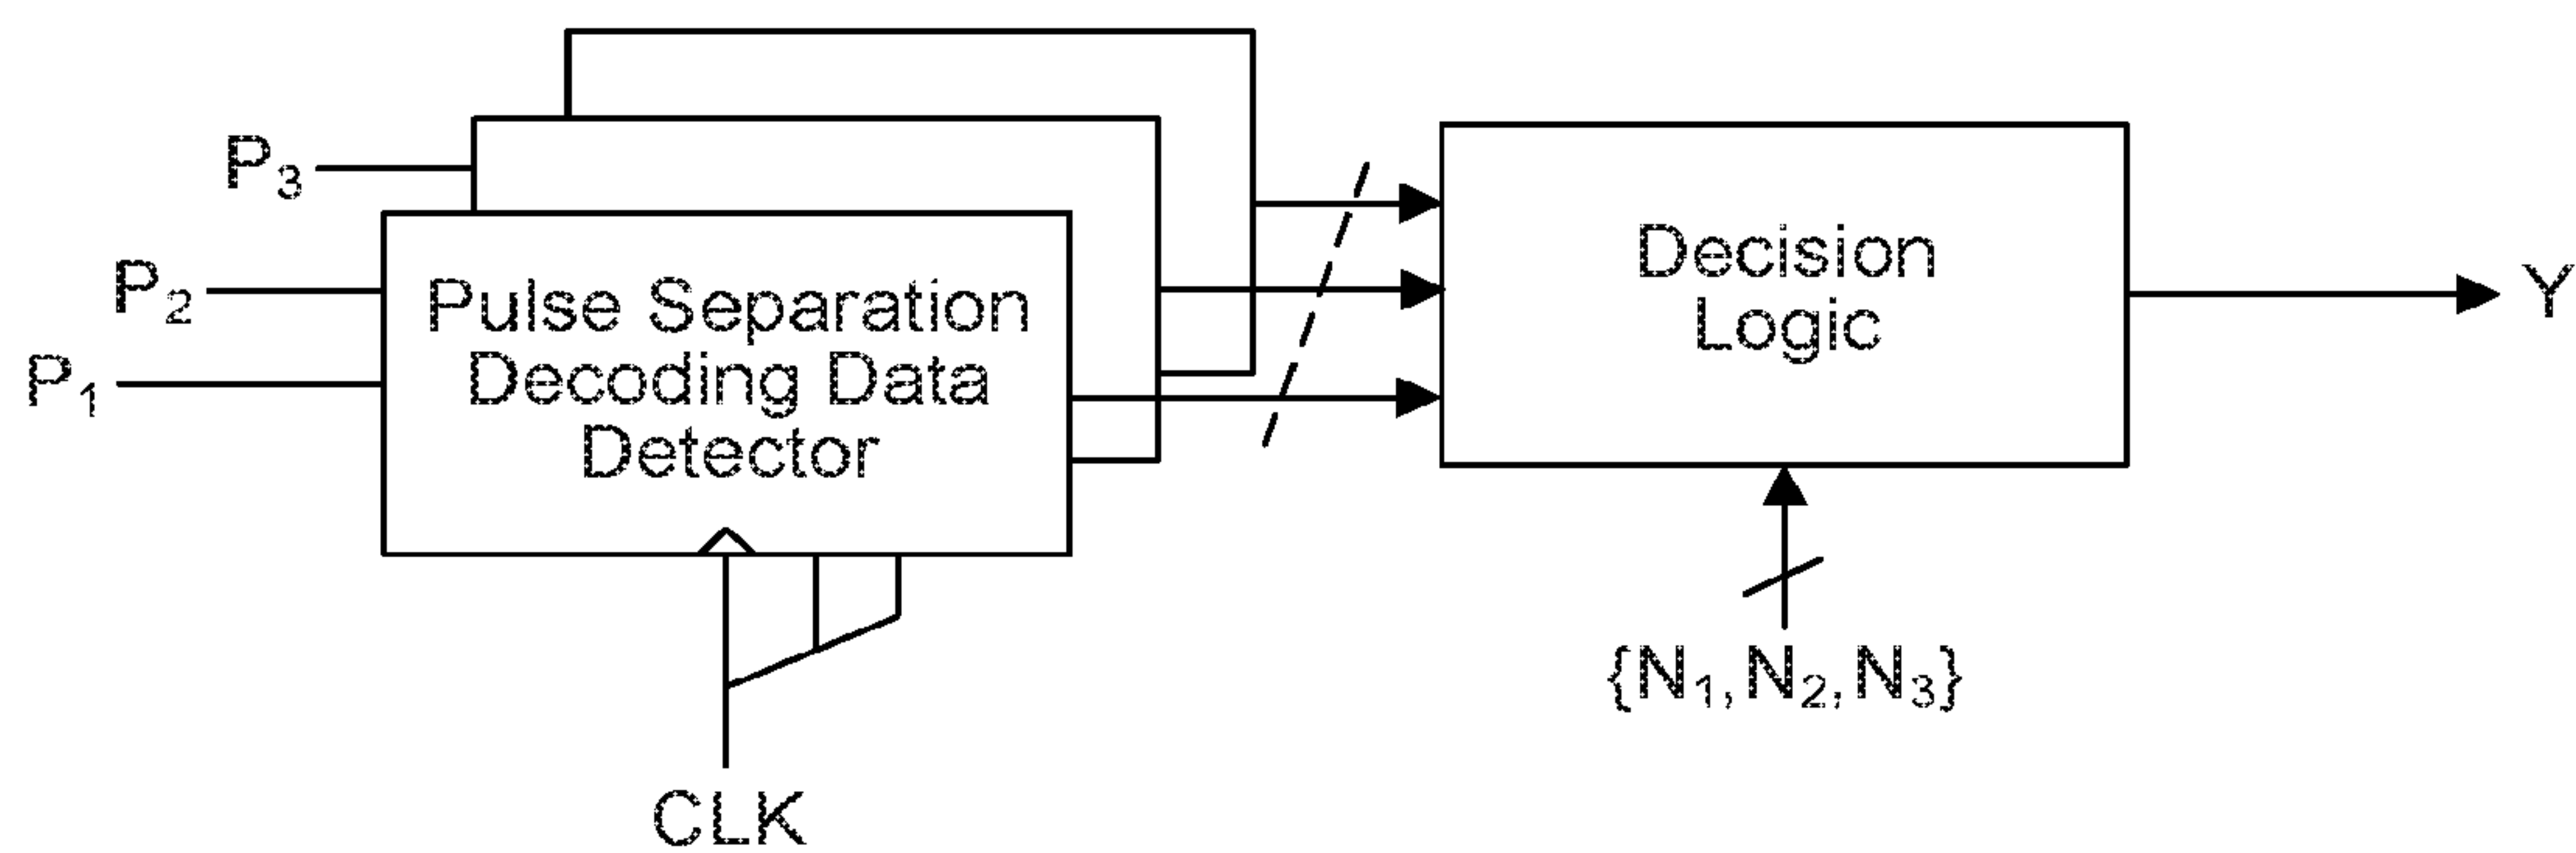 P3
P2
P1
Pulse Separation
Decoding Data
Detector
CLK
Decision
Logic
{N1, N2, N3}
Y